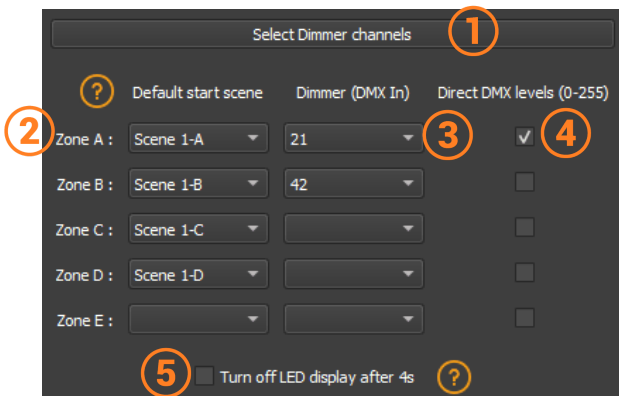 Select Dimmer channels 1
? Default start scene Dimmer (DMX In) Direct DMX levels (0-255)
2 Zone A : Scene 1-A 21 3 4
Zone B : Scene 1-B 42
Zone C : Scene 1-C
Zone D : Scene 1-D
Zone E :
5 Turn off LED display after 4s ?